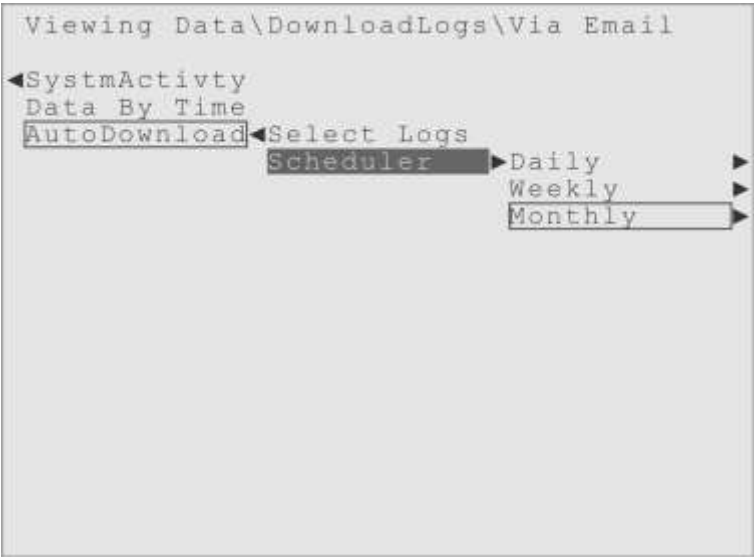 Viewing Data\DownloadLogs\Via Email
◀SystmActivty
Data By Time
AutoDownload◀Select Logs
Scheduler ▶Daily ▶
Weekly ▶
Monthly ▶